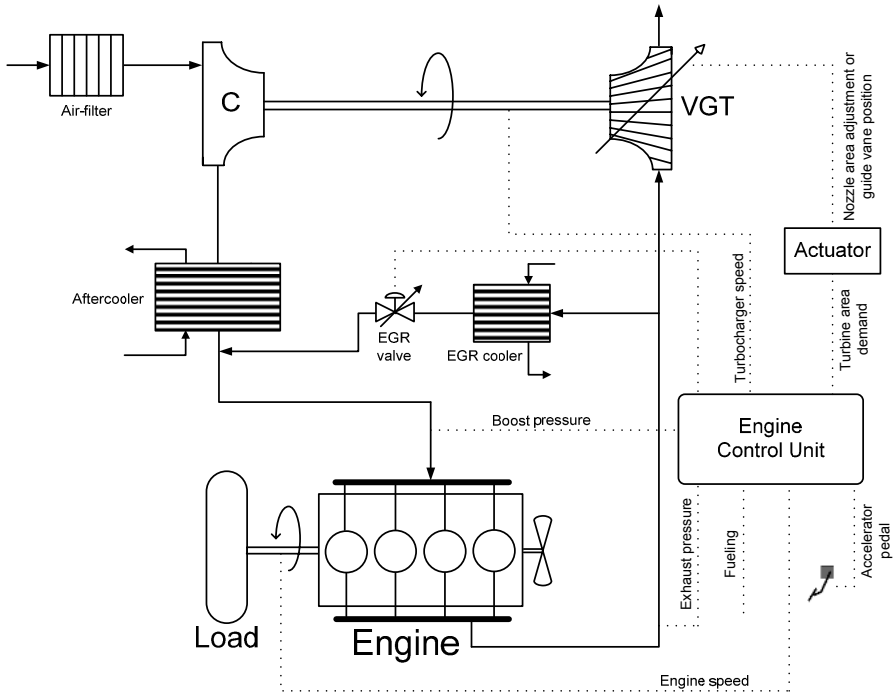 Air-filter
C
VGT
Nozzle area adjustment or
guide vane position
Actuator
Aftercooler
EGR
valve
EGR cooler
Turbocharger speed
Turbine area
demand
Boost pressure
Engine
Control Unit
Exhaust pressure
Fueling
Accelerator
pedal
Load
Engine
Engine speed